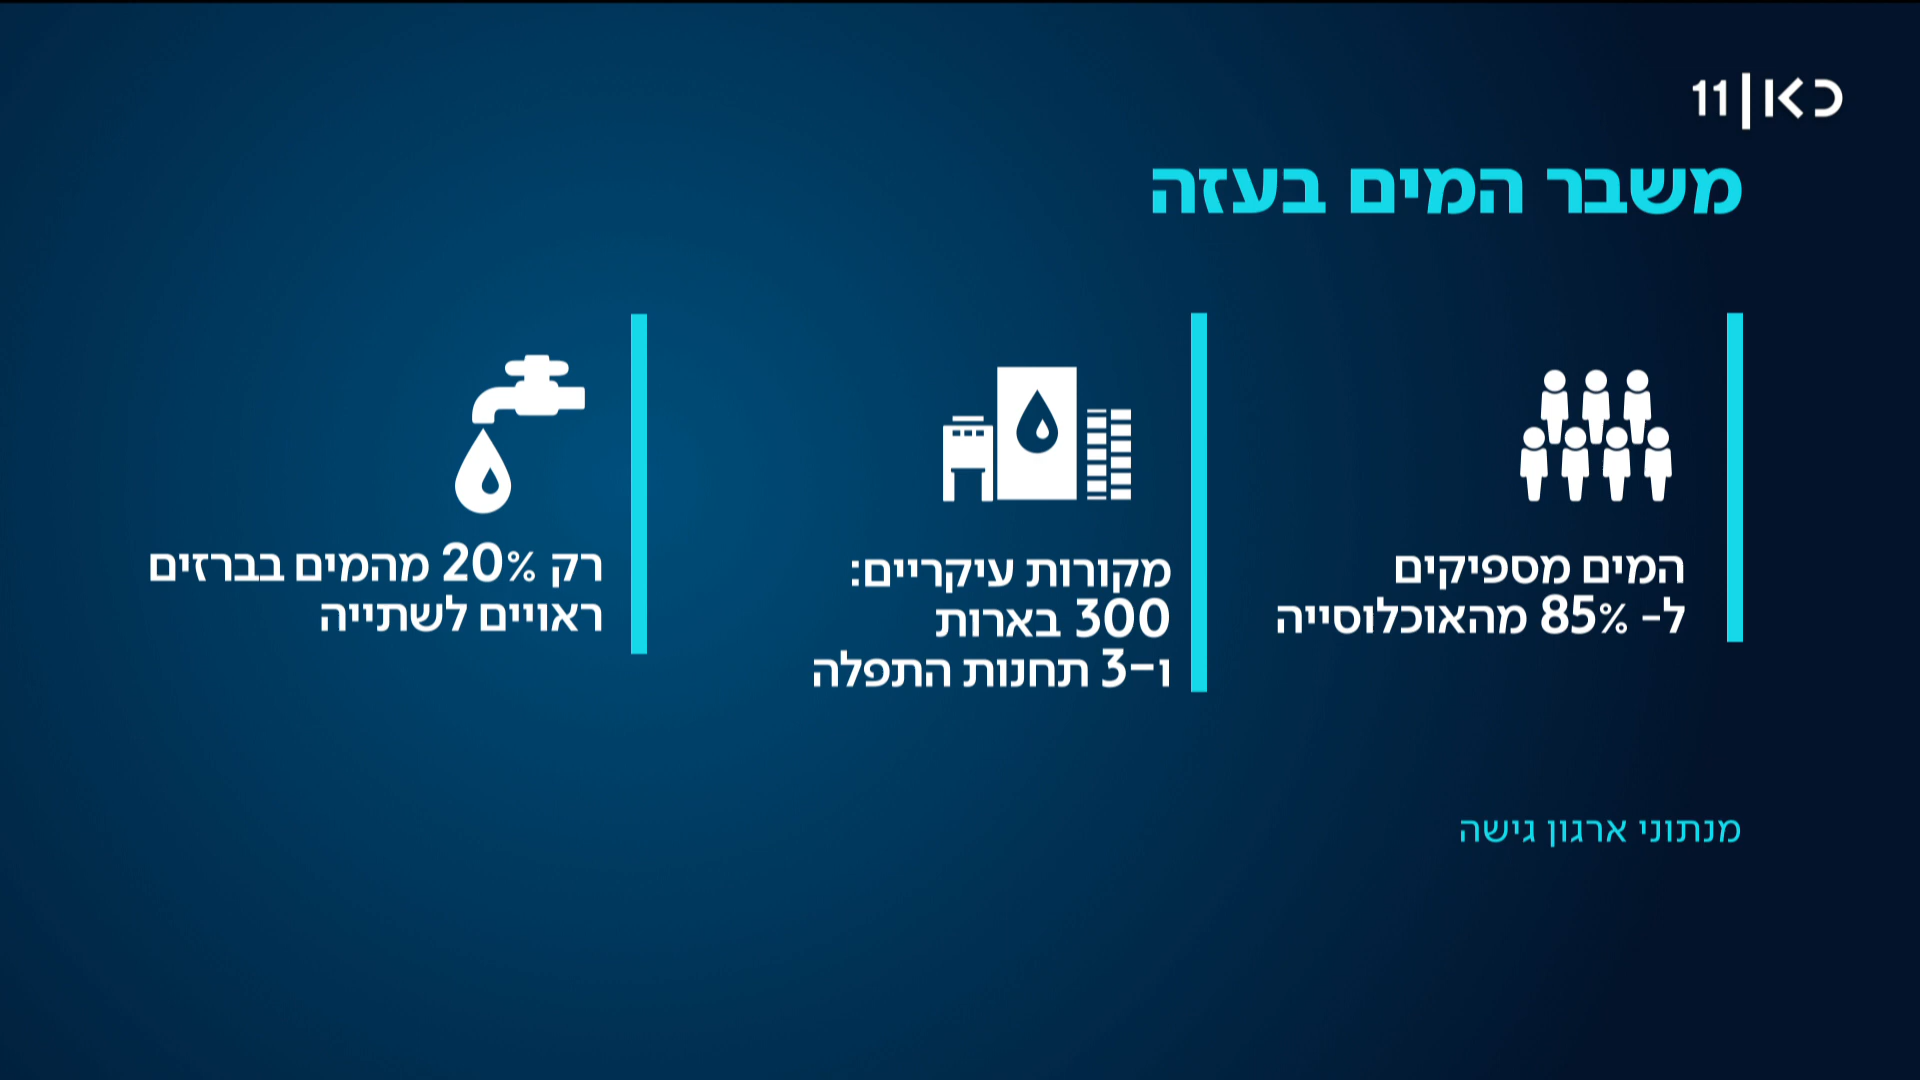 כאן|11
משבר המים בעזה
המים מספיקים
ל- 85% מהאוכלוסייה
מקורות עיקריים:
300 בארות
ו-3 תחנות התפלה
רק 20% מהמים בברזים
ראויים לשתייה
מנתוני ארגון גישה